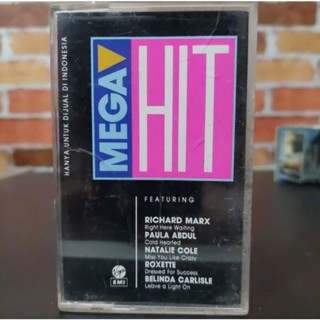 HANYA UNTUK DIJUAL DI INDONESIA
MEGA
HIT
FEATURING
RICHARD MARX
Right Here Waiting
PAULA ABDUL
Cold Hearted
NATALIE COLE
Miss You Like Crazy
ROXETTE
Dressed for Success
BELINDA CARLISLE
Leave a Light On
Virgin
EMI